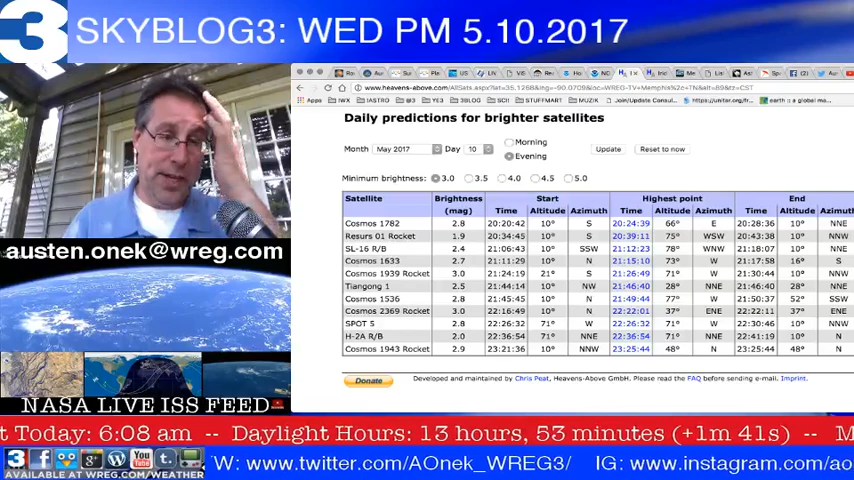 3 SKYBLOG3: WED PM 5.10.2017
www.heavens-above.com/AllSats.aspx?lat=35.1268&lng=-90.0709&loc=WREG-TV+Memphis%2c+TN&alt=89&tz=CST
Apps IWX IASTRO @3 YE3 3BLOG SCI! STUFFMART MUZIK Join/Update Consul...
Daily predictions for brighter satellites
Month May 2017 Day 10 Morning
Evening
Update Reset to now
Minimum brightness: 3.0 3.5 4.0 4.5 5.0
Satellite Brightness Start Highest point End
(mag) Time Altitude Azimuth Time Altitude Azimuth Time Altitude Azimuth
Cosmos 1782 2.8 20:20:42 10° S 20:24:39 66° E 20:28:36 10° NNE
Resurs 01 Rocket 1.9 20:34:45 10° S 20:39:11 75° WSW 20:43:38 10° NNW
SL-16 R/B 2.4 21:06:43 10° SSW 21:12:23 78° WNW 21:18:07 10° NNE
Cosmos 1633 2.8 21:11:29 10° N 21:15:10 73° W 21:17:58 16° S
Cosmos 1939 Rocket 3.0 21:24:19 21° S 21:26:49 71° W 21:30:44 10° NNW
Tiangong 1 2.5 21:44:14 10° NW 21:46:40 28° NNE 21:46:40 28° NNE
Cosmos 1536 2.8 21:45:45 10° N 21:49:44 77° W 21:50:37 52° SSW
Cosmos 2369 Rocket 3.0 22:16:49 10° N 22:22:01 37° ENE 22:22:11 37° ENE
SPOT 5 2.8 22:26:32 71° W 22:26:32 71° W 22:30:46 10° NNW
H-2A R/B 2.0 22:36:54 71° NNE 22:36:54 71° NNE 22:41:19 10° N
Cosmos 1943 Rocket 2.9 23:21:36 10° NNW 23:25:44 48° N 23:25:44 48° N
Donate Developed and maintained by Chris Peat, Heavens-Above GmbH. Please read the FAQ before sending e-mail. Imprint.
austen.onek@wreg.com
NASA LIVE ISS FEED
t Today: 6:08 am -- Daylight Hours: 13 hours, 53 minutes (+1m 41s) -- M
AVAILABLE AT WREG.COM/WEATHER
W: www.twitter.com/AOnek_WREG3/ IG: www.instagram.com/ao